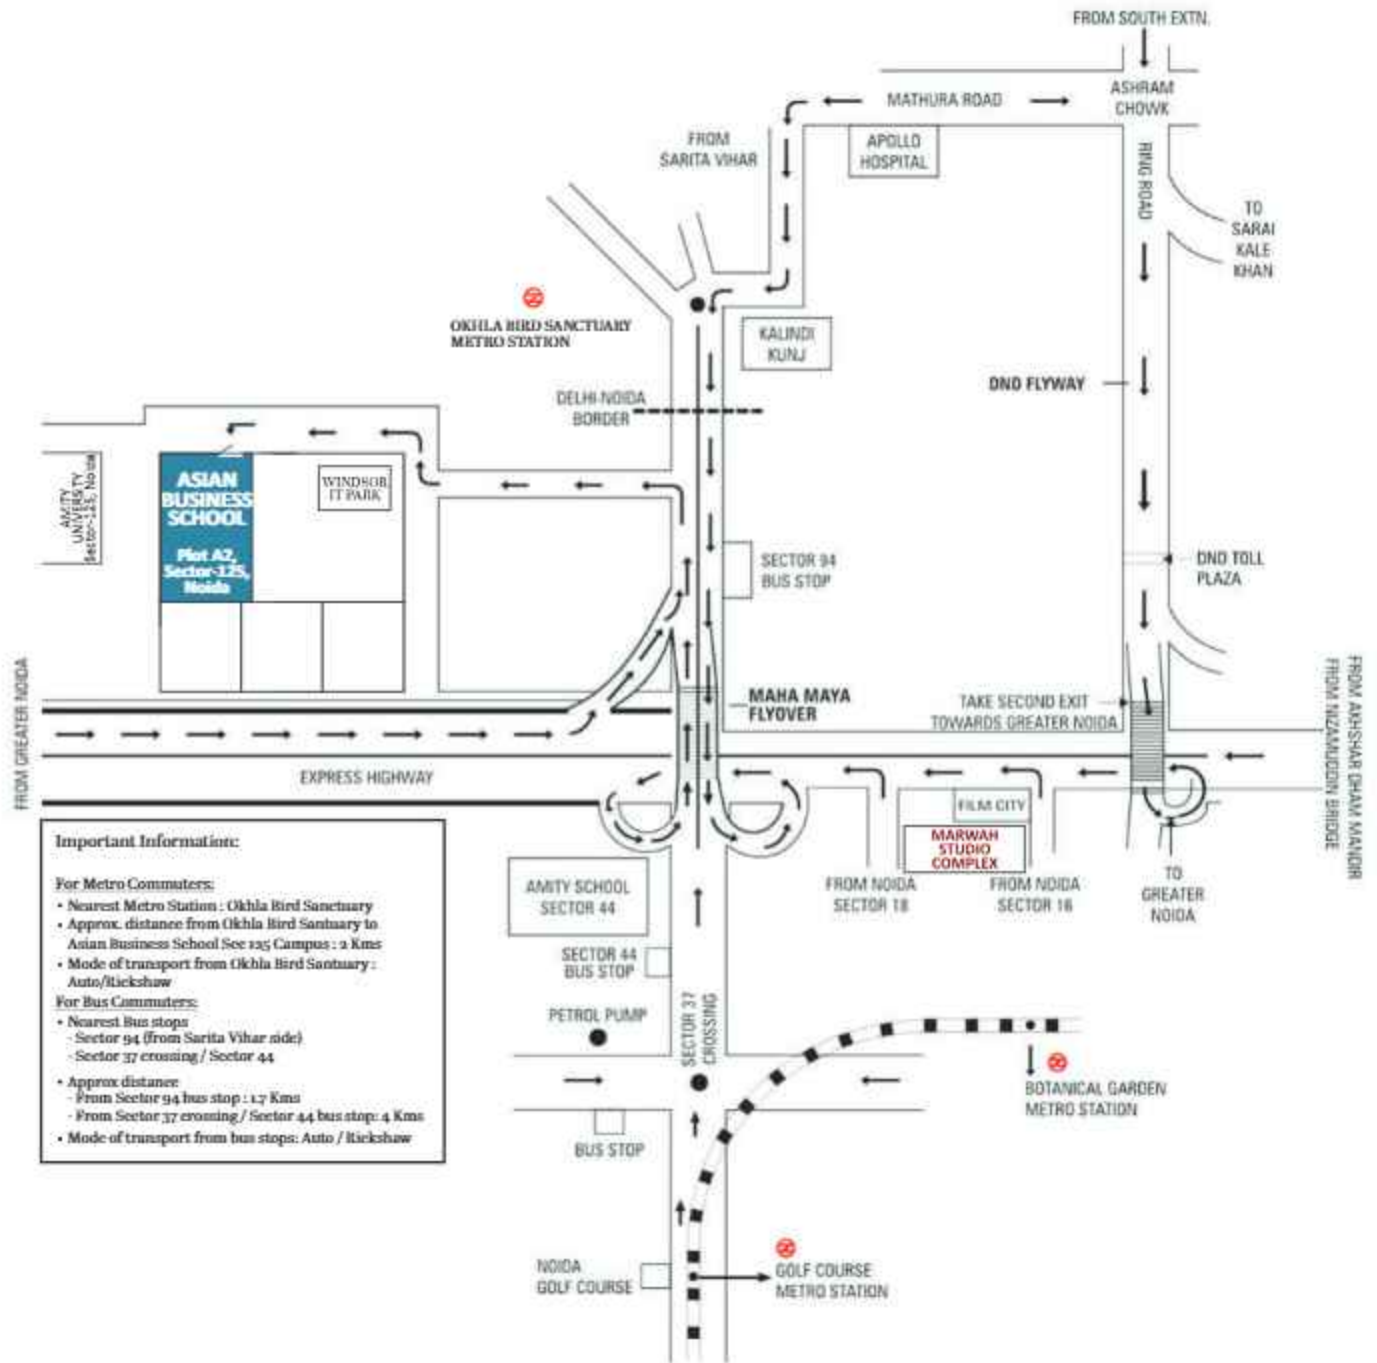 FROM SOUTH EXTN.
MATHURA ROAD
ASHRAM
CHOWK
FROM
SARITA VIHAR
APOLLO
HOSPITAL
RING ROAD
TO
SARAI
KALE
KHAN
OKHLA BIRD SANCTUARY
METRO STATION
KALINDI
KUNJ
DND FLYWAY
DELHI-NOIDA
BORDER
AMITY
UNIVERSITY
Sector-125, Noida
ASIAN
BUSINESS
SCHOOL
Plot A2,
Sector-125,
Noida
WINDSOR
IT PARK
SECTOR 94
BUS STOP
DND TOLL
PLAZA
FROM GREATER NOIDA
MAHA MAYA
FLYOVER
TAKE SECOND EXIT
TOWARDS GREATER NOIDA
FROM AKHSHAR DHAM MANDIR
FROM NIZAMUDDIN BRIDGE
EXPRESS HIGHWAY
FILM CITY
MARWAH
STUDIO
COMPLEX
FROM NOIDA
SECTOR 18
FROM NOIDA
SECTOR 16
TO
GREATER
NOIDA
Important Information:
For Metro Commuters:
• Nearest Metro Station : Okhla Bird Sanctuary
• Approx. distance from Okhla Bird Santuary to
Asian Business School Sec 125 Campus : 2 Kms
• Mode of transport from Okhla Bird Santuary :
Auto/Rickshaw
For Bus Commuters:
• Nearest Bus stops
- Sector 94 (from Sarita Vihar side)
- Sector 37 crossing / Sector 44
• Approx distance
- From Sector 94 bus stop : 1.7 Kms
- From Sector 37 crossing / Sector 44 bus stop: 4 Kms
• Mode of transport from bus stops: Auto / Rickshaw
AMITY SCHOOL
SECTOR 44
SECTOR 44
BUS STOP
PETROL PUMP
SECTOR 37
CROSSING
BUS STOP
BOTANICAL GARDEN
METRO STATION
NOIDA
GOLF COURSE
GOLF COURSE
METRO STATION